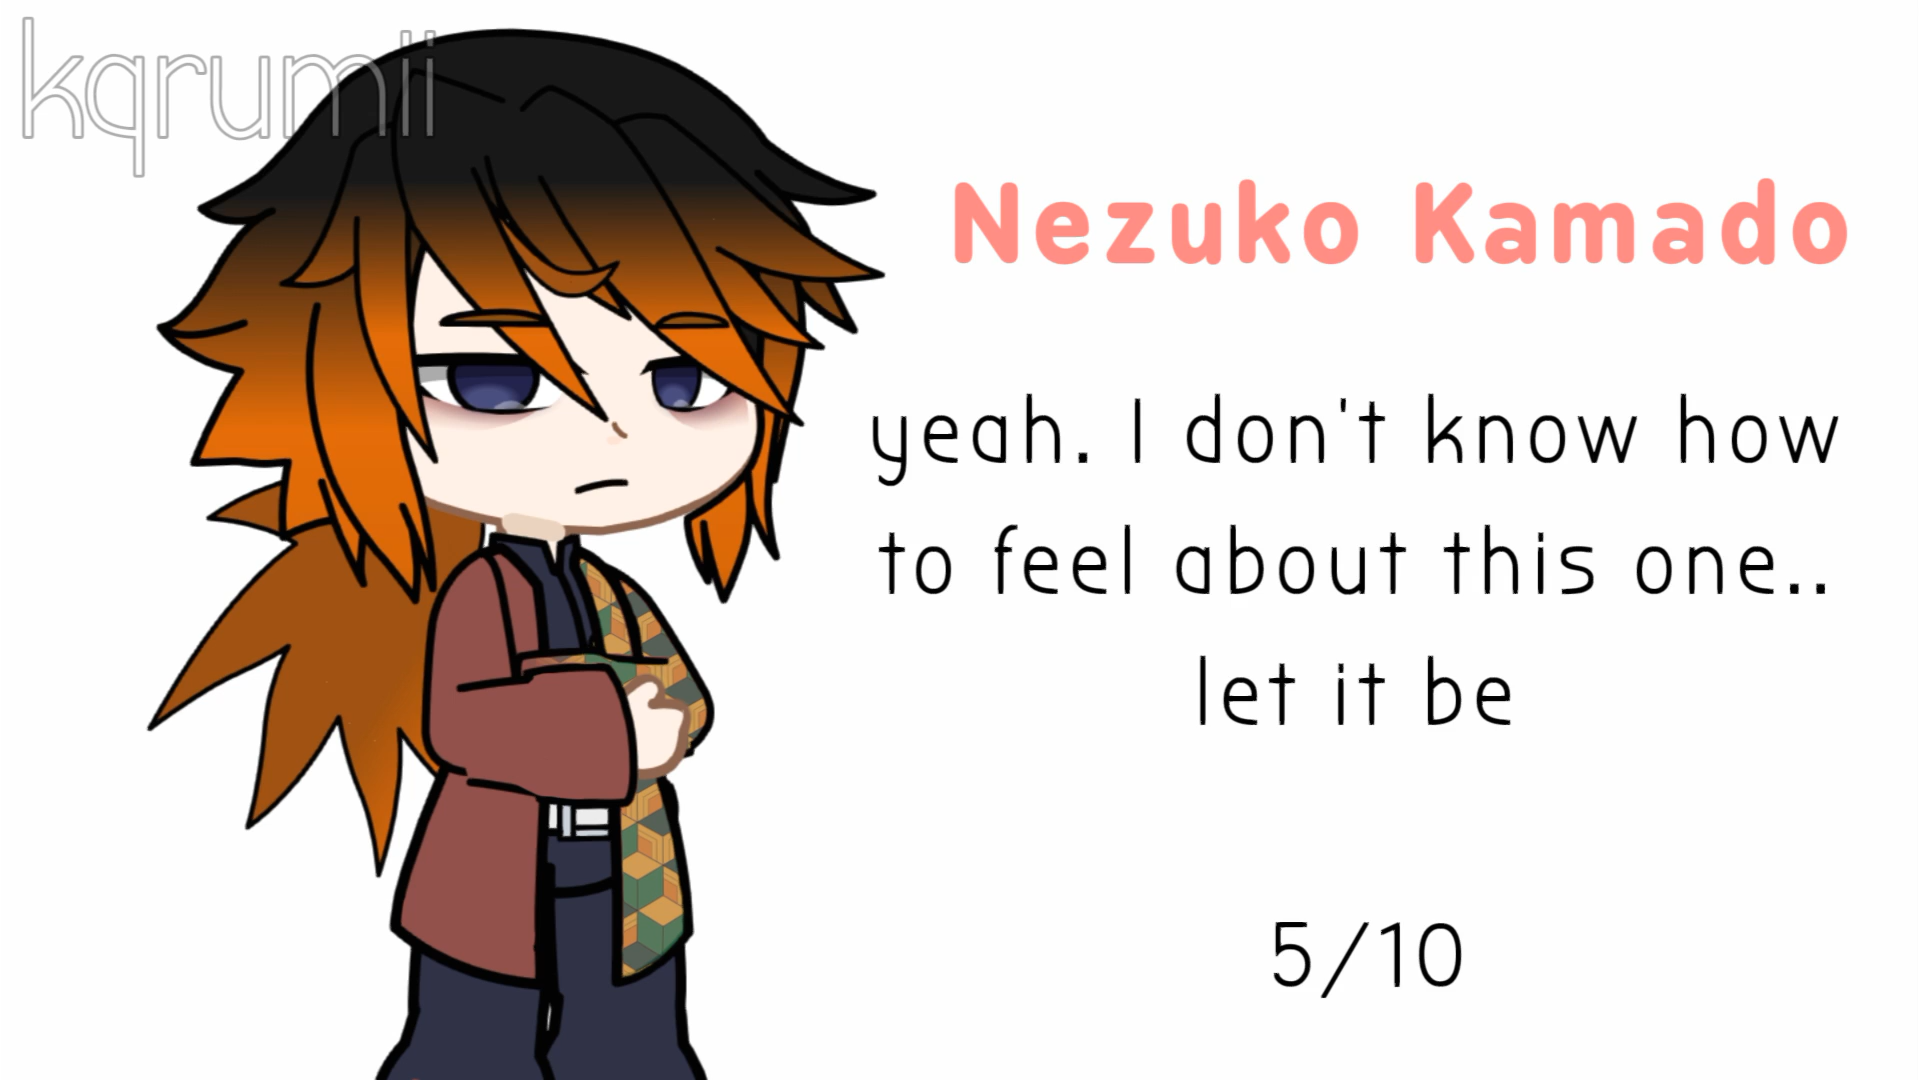 kqrumii
Nezuko Kamado
yeah. I don't know how
to feel about this one..
let it be
5/10